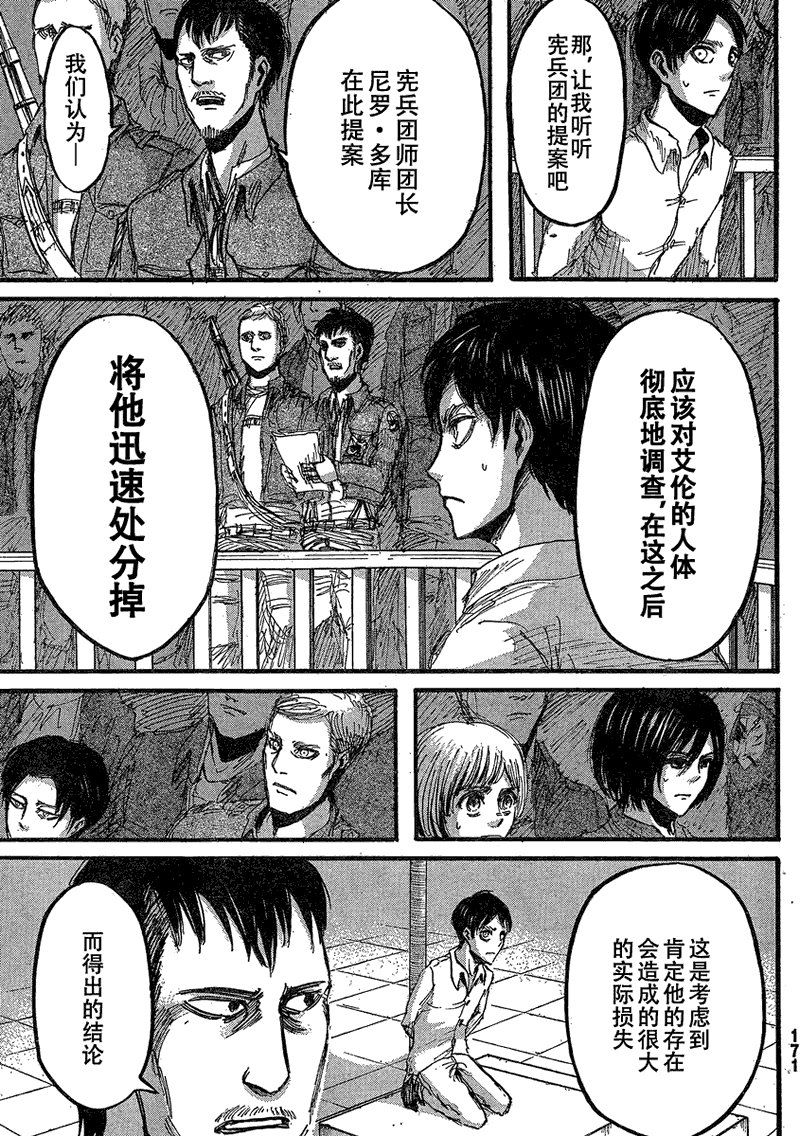 那，让我听听
宪兵团的提案吧
宪兵团师团长
尼罗·多库
在此提案
我们认为—
应该对艾伦的人体
彻底地调查，在这之后
将他迅速处分掉
这是考虑到
肯定他的存在
会造成的很大
的实际损失
而得出的结论
171